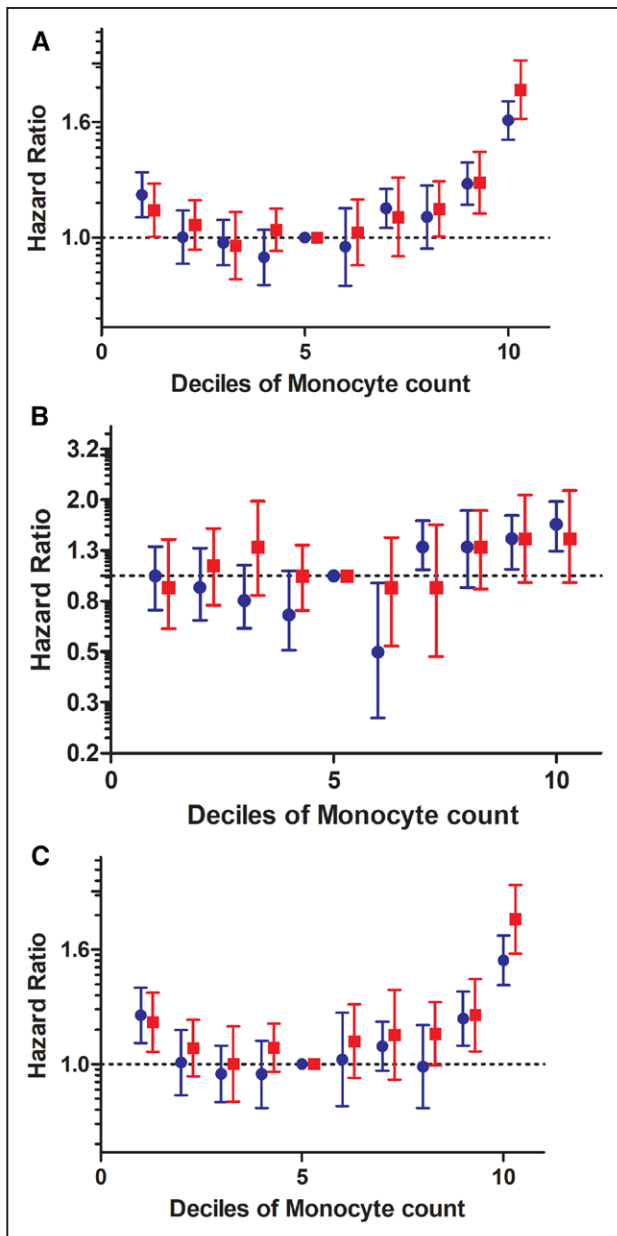 A
Hazard Ratio
1.6
1.0
0 5 10
Deciles of Monocyte count
B
Hazard Ratio
3.2
2.0
1.3
0.8
0.5
0.3
0.2
0 5 10
Deciles of Monocyte count
C
Hazard Ratio
1.6
1.0
0 5 10
Deciles of Monocyte count